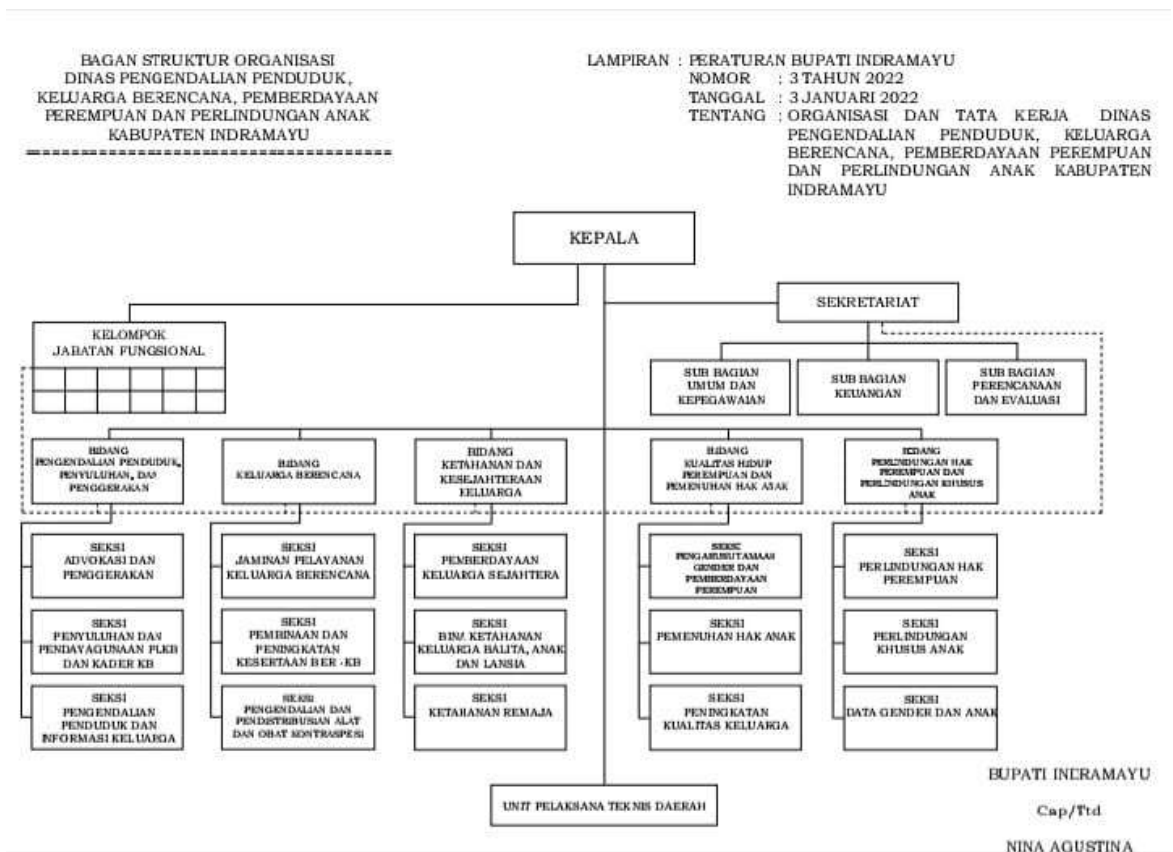 BAGAN STRUKTUR ORGANISASI
DINAS PENGENDALIAN PENDUDUK,
KELUARGA BERENCANA, PEMBERDAYAAN
PEREMPUAN DAN PERLINDUNGAN ANAK
KABUPATEN INDRAMAYU
LAMPIRAN : PERATURAN BUPATI INDRAMAYU
NOMOR : 3 TAHUN 2022
TANGGAL : 3 JANUARI 2022
TENTANG : ORGANISASI DAN TATA KERJA DINAS
PENGENDALIAN PENDUDUK, KELUARGA
BERENCANA, PEMBERDAYAAN PEREMPUAN
DAN PERLINDUNGAN ANAK KABUPATEN
INDRAMAYU
KEPALA
SEKRETARIAT
KELOMPOK
JABATAN FUNGSIONAL
SUB BAGIAN
UMUM DAN
KEPEGAWAIAN
SUB BAGIAN
KEUANGAN
SUB BAGIAN
PERENCANAAN
DAN EVALUASI
BIDANG
PENGENDALIAN PENDUDUK,
PENYULUHAN, DAN
PENGGERAKAN
BIDANG
KELUARGA BERENCANA
BIDANG
KETAHANAN DAN
KESEJAHTERAAN
KELUARGA
BIDANG
KUALITAS HIDUP
PEREMPUAN DAN
PEMENUHAN HAK ANAK
BIDANG
PERLINDUNGAN HAK
PEREMPUAN DAN
PERLINDUNGAN KHUSUS
ANAK
SEKSI
ADVOKASI DAN
PENGGERAKAN
SEKSI
JAMINAN PELAYANAN
KELUARGA BERENCANA
SEKSI
PEMBERDAYAAN
KELUARGA SEJAHTERA
SEKSI
PENGARUSUTAMAAN
GENDER DAN
PEMBERDAYAAN
PEREMPUAN
SEKSI
PERLINDUNGAN HAK
PEREMPUAN
SEKSI
PENYULUHAN DAN
PENDAYAGUNAAN PLKB
DAN KADER KB
SEKSI
PEMBINAAN DAN
PENINGKATAN
KESERTAAN BER -KB
SEKSI
BINA KETAHANAN
KELUARGA BALITA, ANAK
DAN LANSIA
SEKSI
PEMENUHAN HAK ANAK
SEKSI
PERLINDUNGAN
KHUSUS ANAK
SEKSI
PENGENDALIAN
PENDUDUK DAN
INFORMASI KELUARGA
SEKSI
PENGENDALIAN DAN
PENDISTRIBUSIAN ALAT
DAN OBAT KONTRASPESI
SEKSI
KETAHANAN REMAJA
SEKSI
PENINGKATAN
KUALITAS KELUARGA
SEKSI
DATA GENDER DAN ANAK
UNIT PELAKSANA TEKNIS DAERAH
BUPATI INDRAMAYU
Cap/Ttd
NINA AGUSTINA